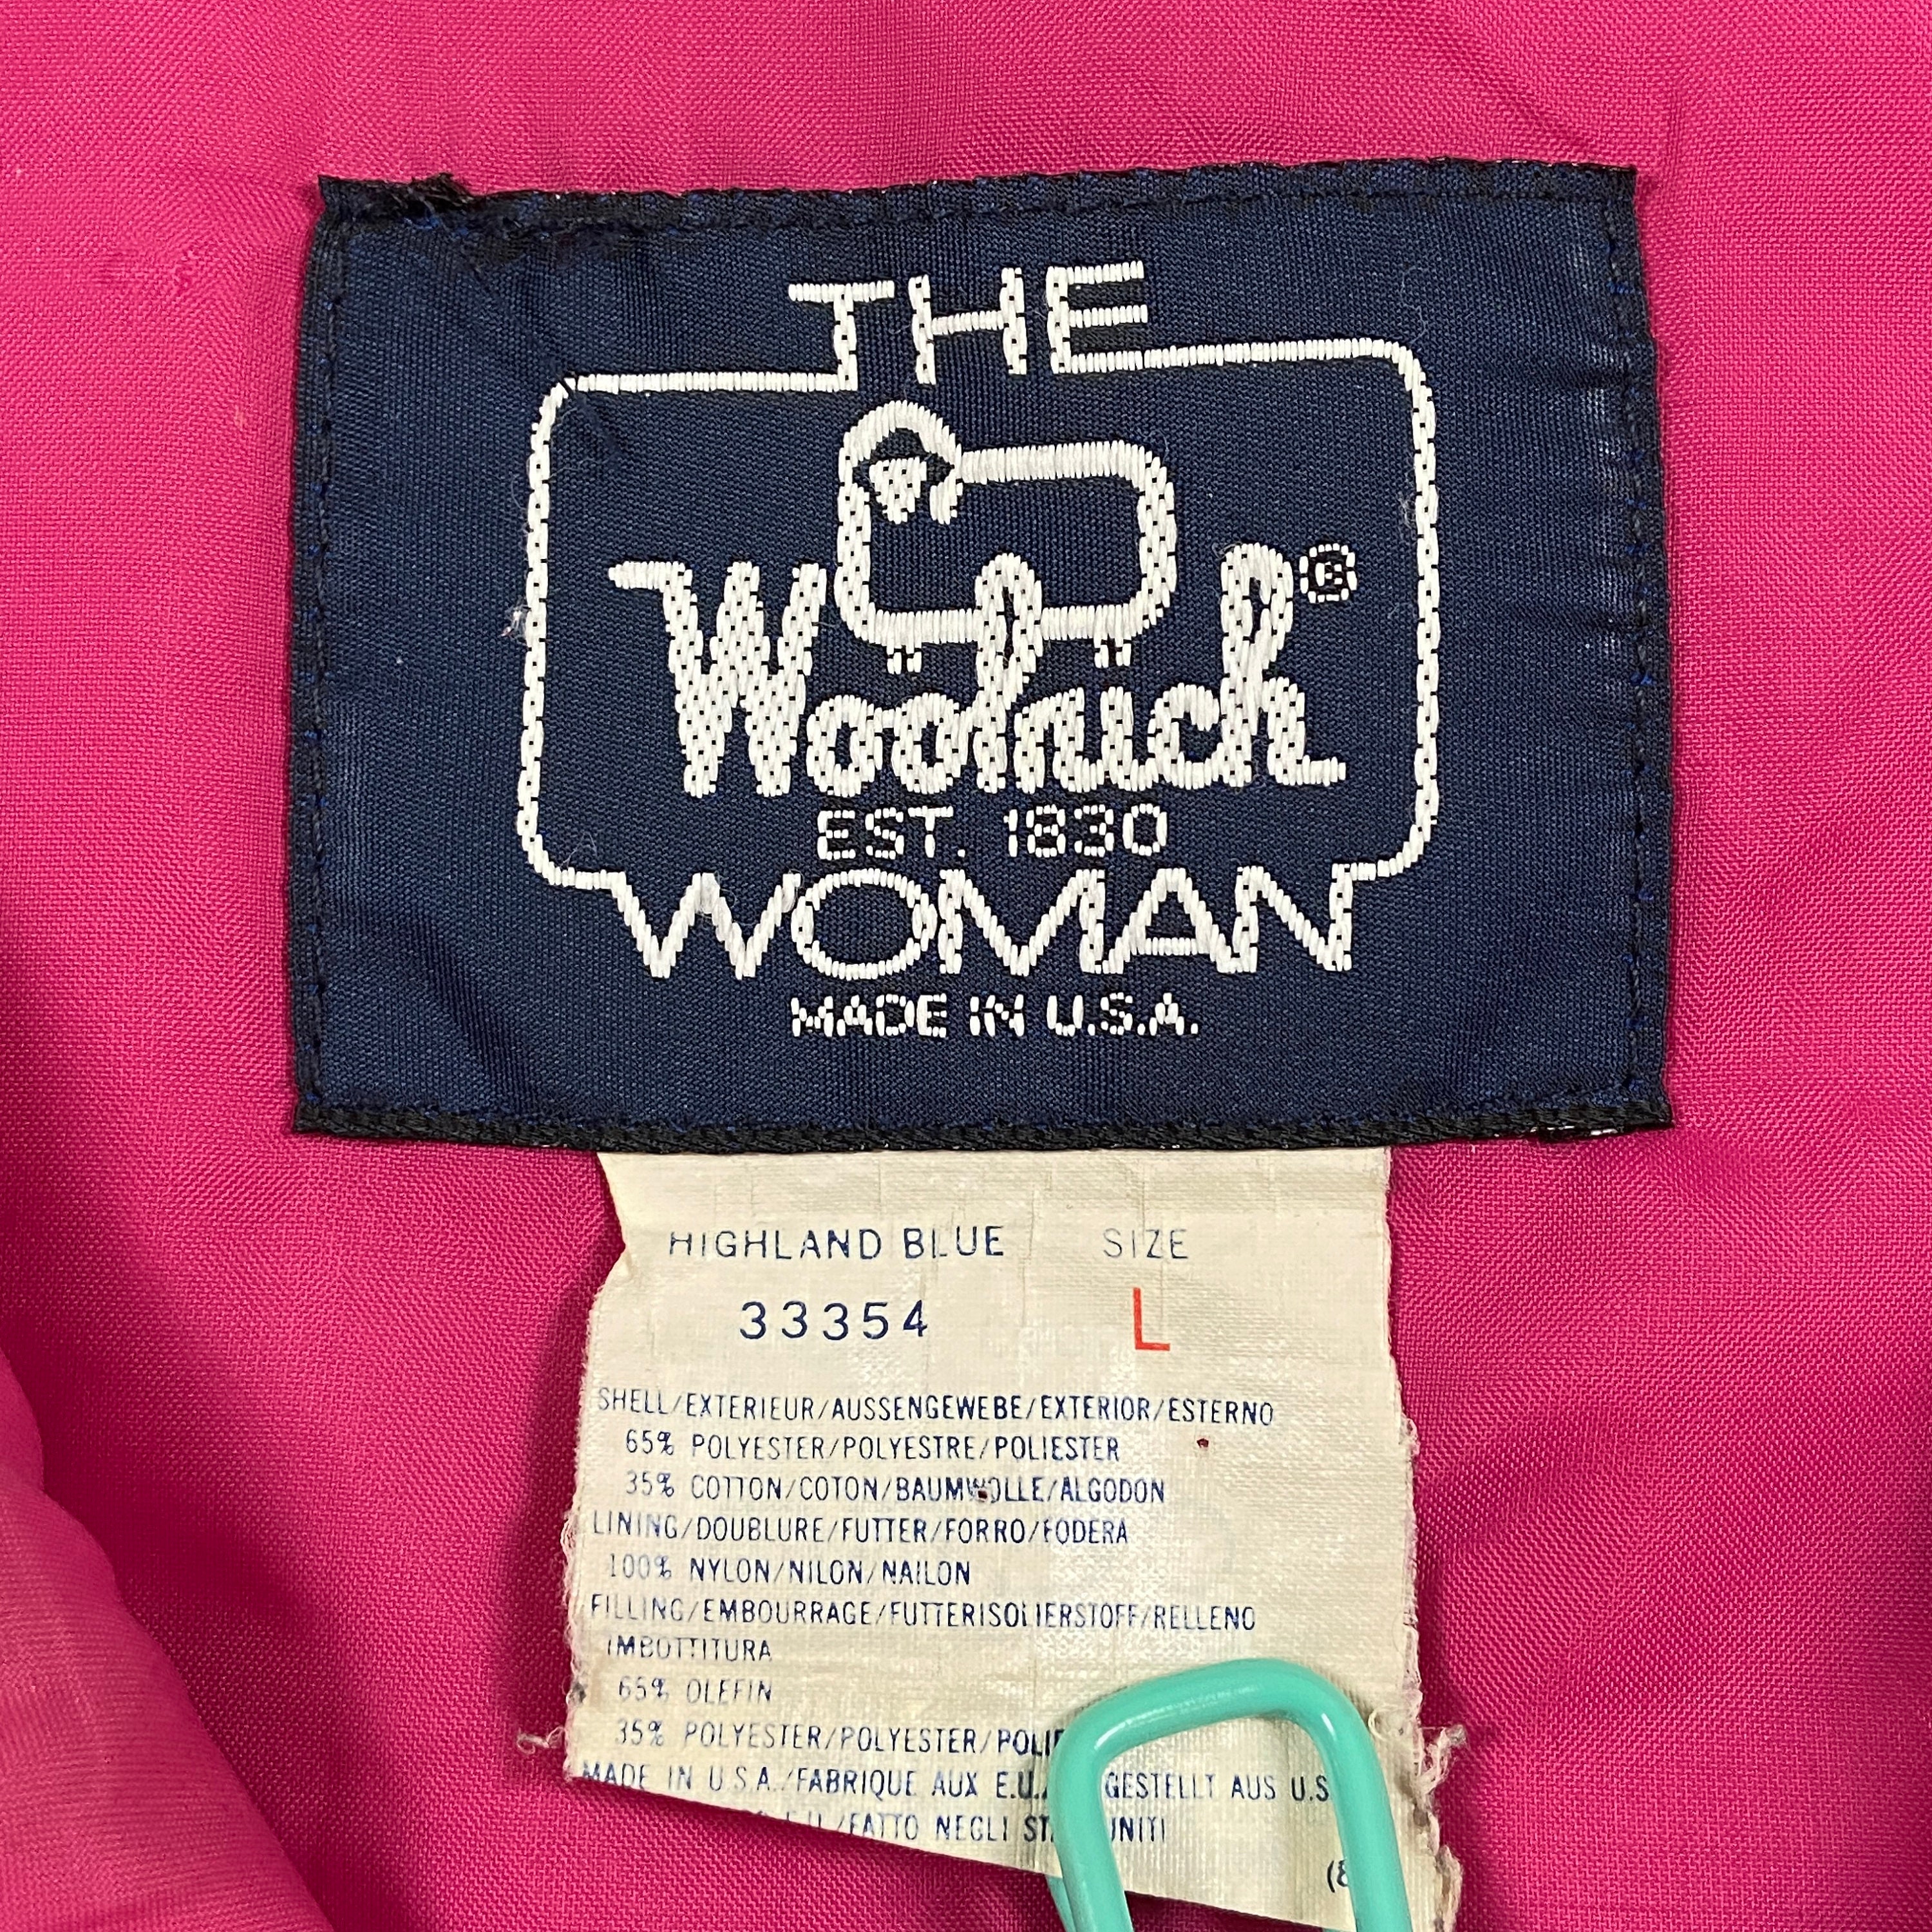 THE
Woolrich®
EST. 1830
WOMAN
MADE IN U.S.A.
HIGHLAND BLUE SIZE
33354 L
SHELL/EXTERIEUR/AUSSENGEWEBE/EXTERIOR/ESTERNO
65% POLYESTER/POLYESTRE/POLIESTER
35% COTTON/COTON/BAUMWOLLE/ALGODON
LINING/DOUBLURE/FUTTER/FORRO/FODERA
100% NYLON/NILON/NAILON
FILLING/EMBOURRAGE/FUTTERISOLIERSTOFF/RELLENO
IMBOTTITURA
65% OLEFIN
35% POLYESTER/POLYESTER/
MADE IN U.S.A./FABRIQUE AUX E.U. GESTELLT AUS U.S.
/FATTO NEGLI